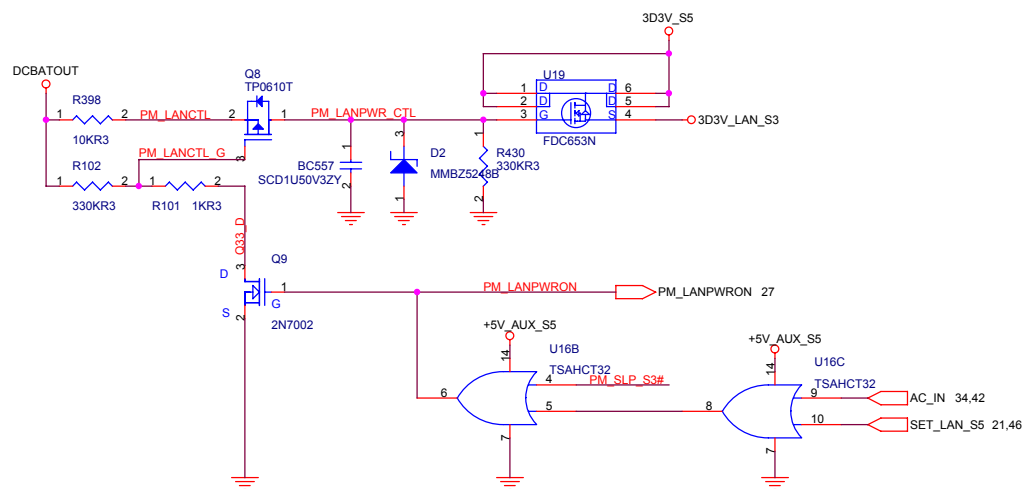 3D3V_S5
DCBATOUT
Q8
TP0610T
U19
R398
1 2
PM_LANCTL
2 1
PM_LANPWR_CTL
1 D D 6
2 D D 5
3 G S 4
3D3V_LAN_S3
10KR3
FDC653N
3
PM_LANCTL_G
R102
1 2
1 2
330KR3
R101 1KR3
1
BC557
SCD1U50V3ZY
2
3
D2
MMBZ5248B
1
1
R430
330KR3
2
Q33_D
3
D
Q9
1
G
S
2
2N7002
PM_LANPWRON
PM_LANPWRON 27
+5V_AUX_S5
+5V_AUX_S5
14
U16B
TSAHCT32
14
U16C
TSAHCT32
4
PM_SLP_S3#
6
5
8
9
AC_IN 34,42
10
SET_LAN_S5 21,46
7
7